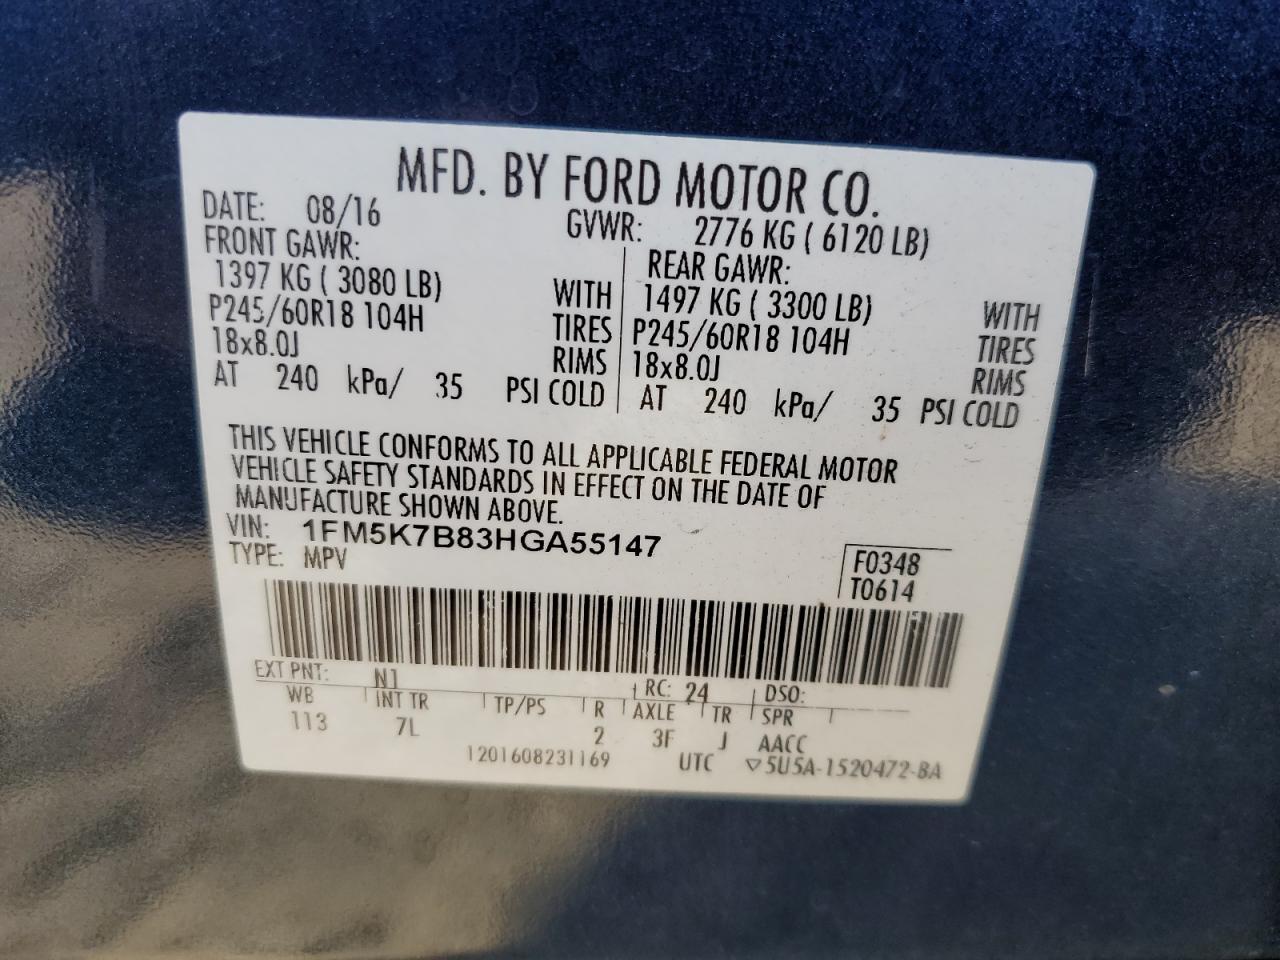 MFD. BY FORD MOTOR CO.
DATE: 08/16 GVWR: 2776 KG ( 6120 LB)
FRONT GAWR: REAR GAWR:
1397 KG ( 3080 LB) WITH 1497 KG ( 3300 LB) WITH
P245/60R18 104H TIRES P245/60R18 104H TIRES
18x8.0J RIMS 18x8.0J RIMS
AT 240 kPa/ 35 PSI COLD AT 240 kPa/ 35 PSI COLD
THIS VEHICLE CONFORMS TO ALL APPLICABLE FEDERAL MOTOR
VEHICLE SAFETY STANDARDS IN EFFECT ON THE DATE OF
MANUFACTURE SHOWN ABOVE.
VIN: 1FM5K7B83HGA55147
TYPE: MPV F0348
T0614
EXT PNT: N1 RC: 24 DSO:
WB INT TR TP/PS R AXLE TR SPR
113 7L 2 3F J AACC
1201608231169 UTC ▽5U5A-1520472-BA